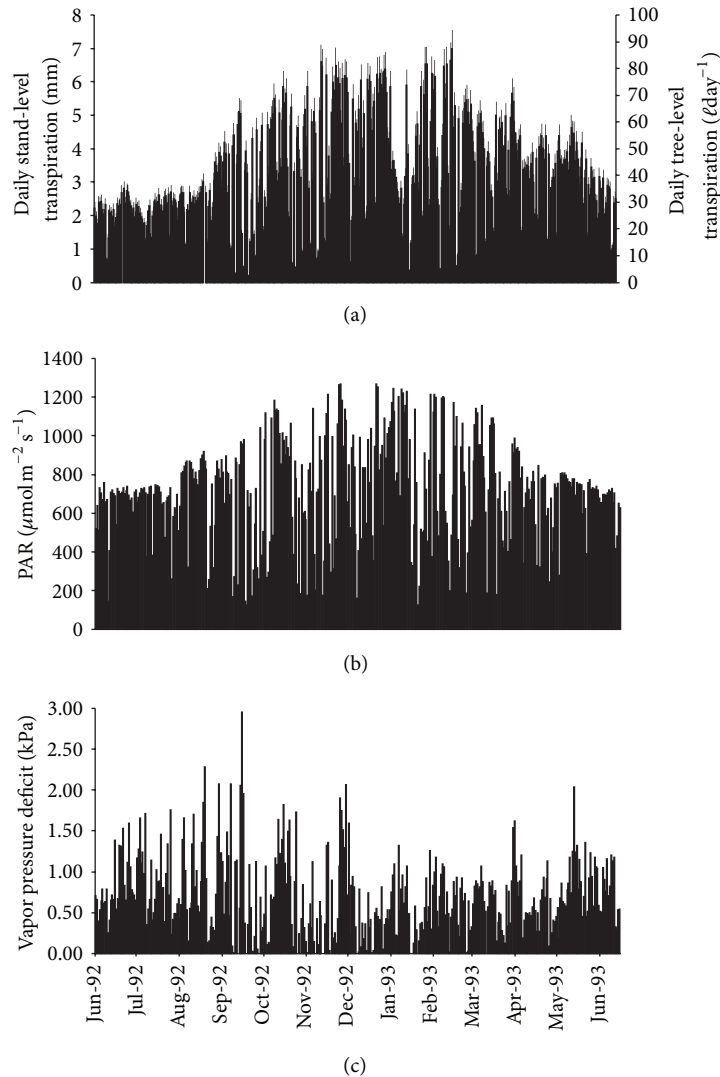 Daily stand-level
transpiration (mm)
8
7
6
5
4
3
2
1
0
100
90
80
70
60
50
40
30
20
10
0
Daily tree-level
transpiration (ℓday⁻¹)
(a)
PAR (μmol m⁻² s⁻¹)
1400
1200
1000
800
600
400
200
0
(b)
Vapor pressure deficit (kPa)
3.00
2.50
2.00
1.50
1.00
0.50
0.00
Jun-92
Jul-92
Aug-92
Sep-92
Oct-92
Nov-92
Dec-92
Jan-93
Feb-93
Mar-93
Apr-93
May-93
Jun-93
(c)